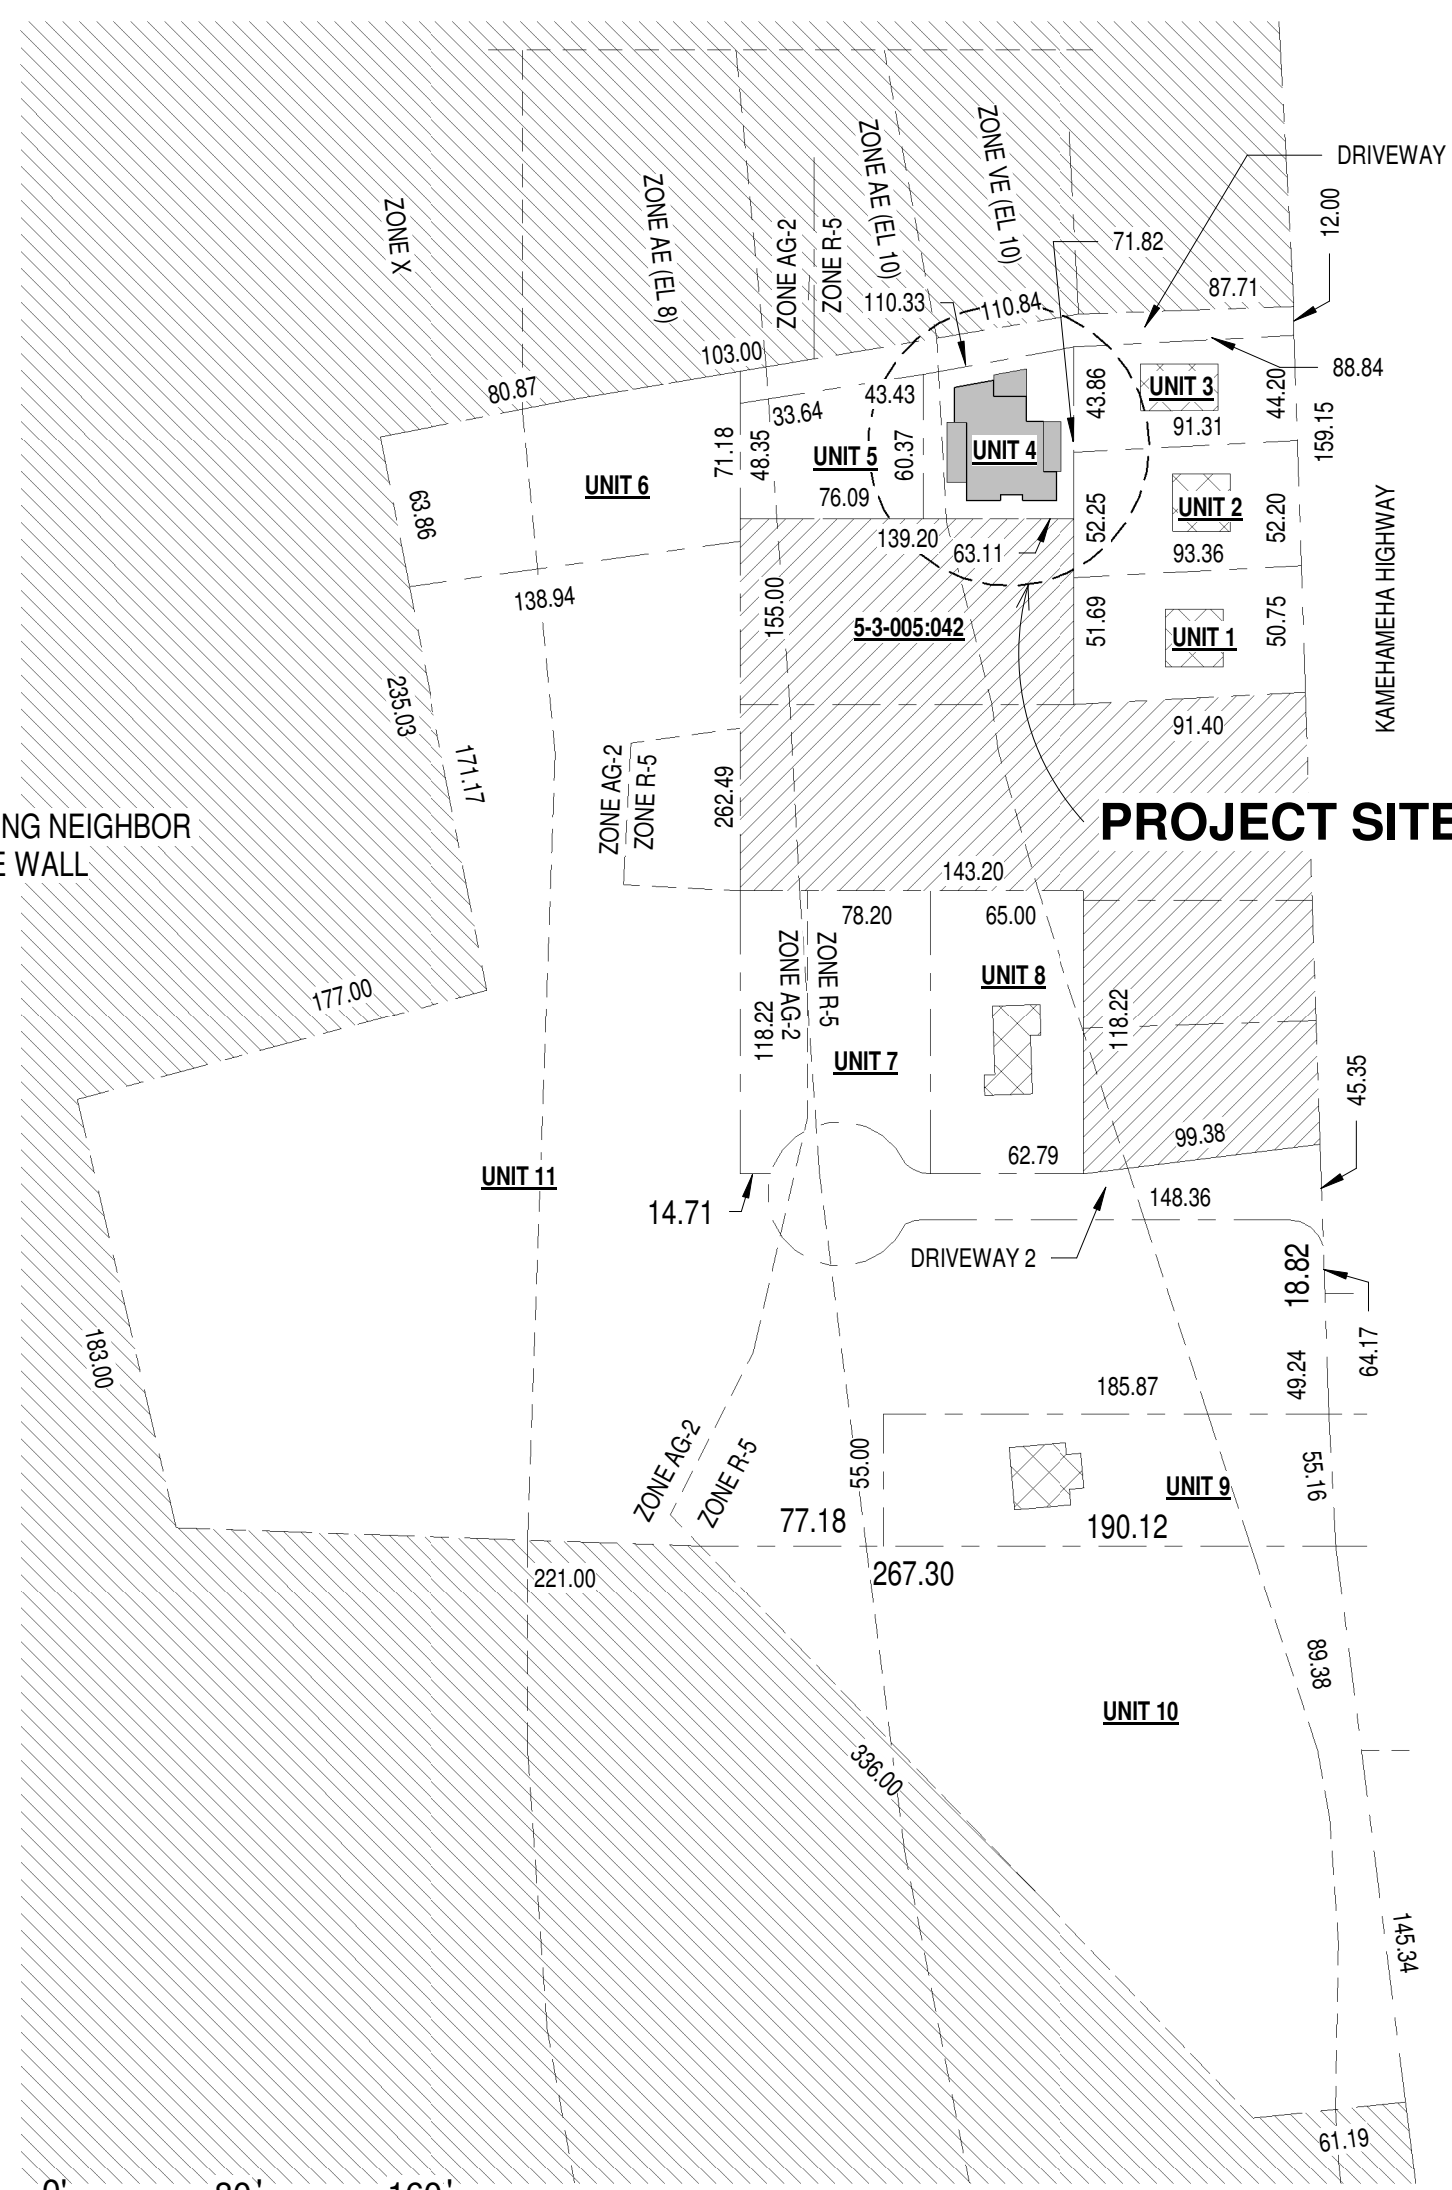 DRIVEWAY
ZONE X
ZONE AE (EL 8)
ZONE AG-2
ZONE R-5
ZONE AE (EL 10)
ZONE VE (EL 10)
12.00
71.82
87.71
110.33
110.84
103.00
88.84
80.87
43.43
33.64
43.86
UNIT 3
44.20
91.31
159.15
71.18
48.35
UNIT 5
60.37
UNIT 4
UNIT 6
76.09
63.86
52.25
UNIT 2
52.20
KAMEHAMEHA HIGHWAY
139.20
63.11
93.36
138.94
155.00
5-3-005:042
51.69
UNIT 1
50.75
235.03
91.40
171.17
ZONE AG-2
ZONE R-5
262.49
NG NEIGHBOR
E WALL
PROJECT SITE
143.20
78.20
65.00
ZONE AG-2
ZONE R-5
UNIT 8
177.00
118.22
118.22
UNIT 7
45.35
99.38
62.79
UNIT 11
148.36
14.71
DRIVEWAY 2
18.82
64.17
183.00
49.24
185.87
ZONE AG-2
ZONE R-5
55.00
55.16
UNIT 9
77.18
190.12
221.00
267.30
89.38
UNIT 10
336.00
145.34
61.19
0' 80' 160'